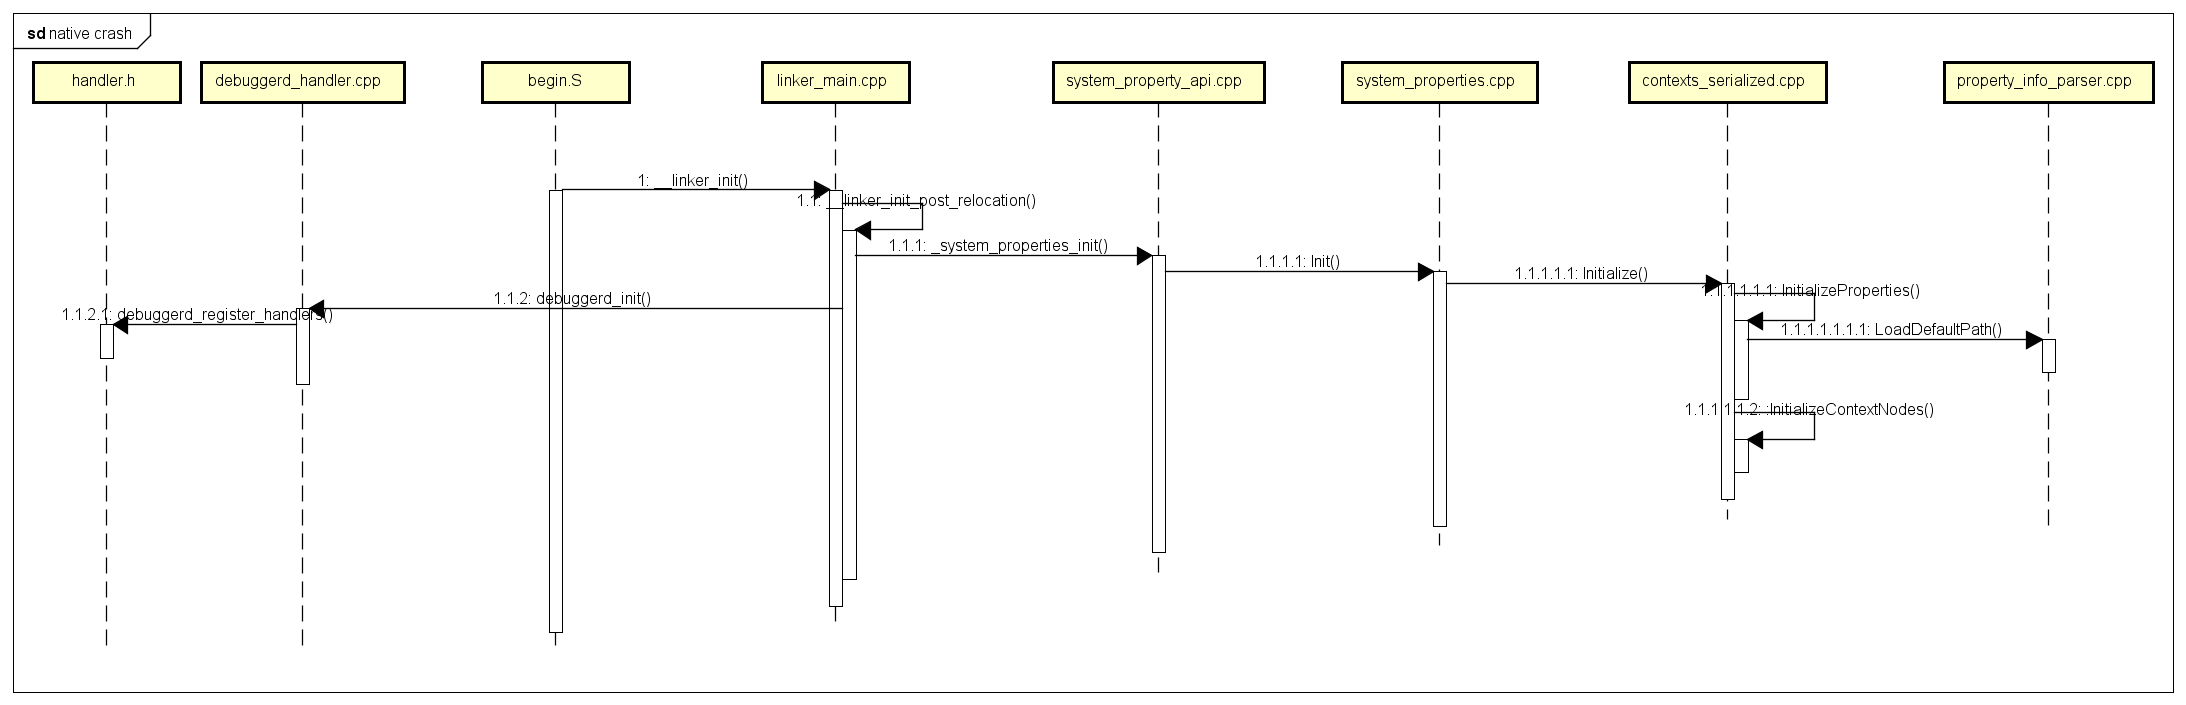 sd native crash
handler.h
debuggerd_handler.cpp
begin.S
linker_main.cpp
system_property_api.cpp
system_properties.cpp
contexts_serialized.cpp
property_info_parser.cpp
1: __linker_init()
1.1: __linker_init_post_relocation()
1.1.1: _system_properties_init()
1.1.1.1: Init()
1.1.1.1.1: Initialize()
1.1.1.1.1.1: InitializeProperties()
1.1.2: debuggerd_init()
1.1.2.1: debuggerd_register_handlers()
1.1.1.1.1.1.1: LoadDefaultPath()
1.1.1.1.1.2: :InitializeContextNodes()